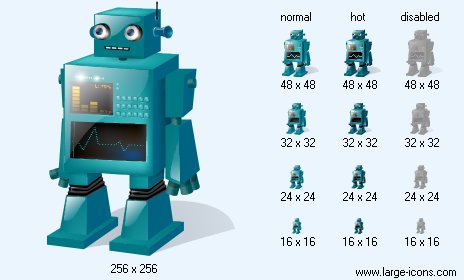 normal hot disabled
48 x 48 48 x 48 48 x 48
32 x 32 32 x 32 32 x 32
24 x 24 24 x 24 24 x 24
16 x 16 16 x 16 16 x 16
256 x 256
www.large-icons.com